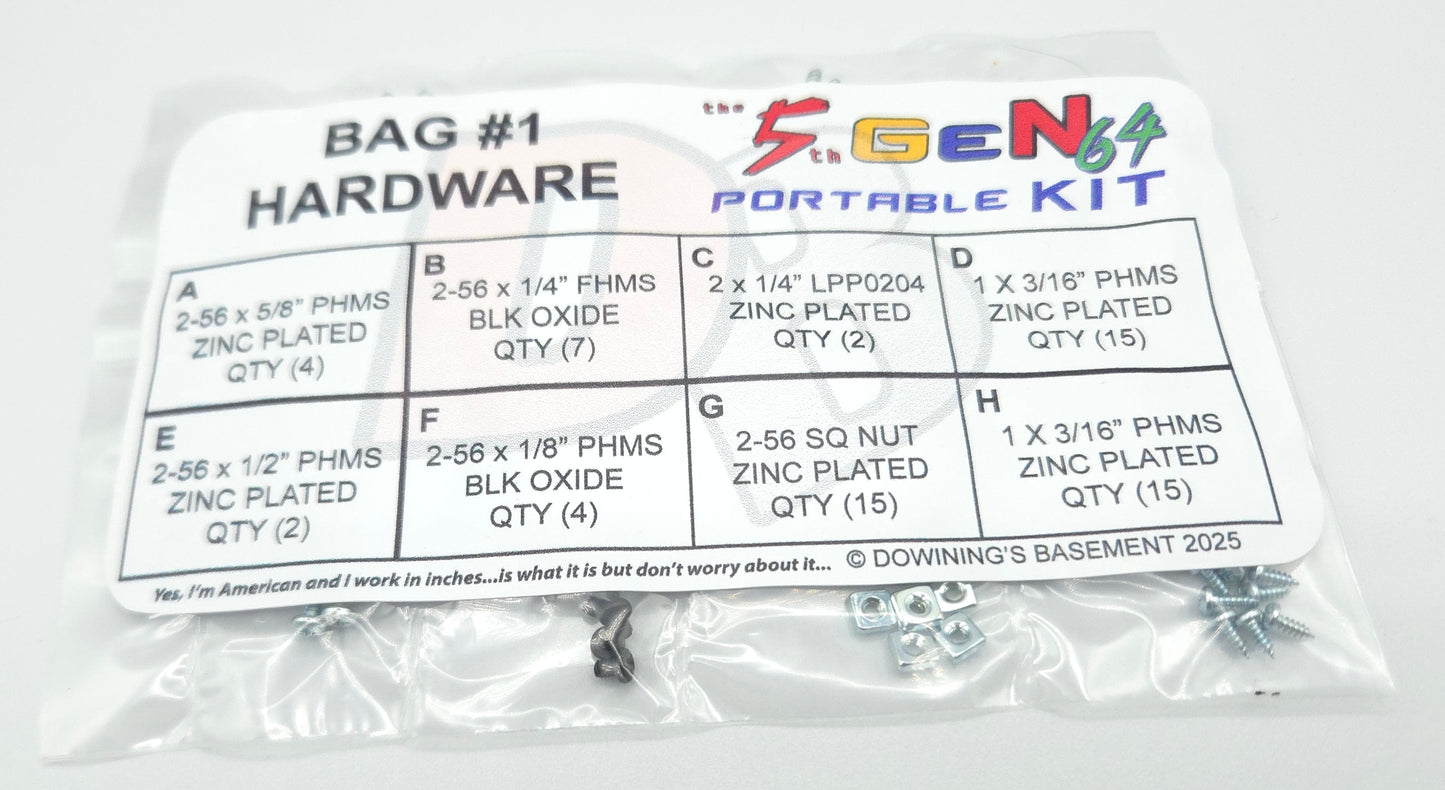 BAG #1
HARDWARE
the 5th GEN64
PORTABLE KIT
A
2-56 x 5/8" PHMS
ZINC PLATED
QTY (4)
B
2-56 x 1/4" FHMS
BLK OXIDE
QTY (7)
C
2 x 1/4" LPP0204
ZINC PLATED
QTY (2)
D
1 X 3/16" PHMS
ZINC PLATED
QTY (15)
E
2-56 x 1/2" PHMS
ZINC PLATED
QTY (2)
F
2-56 x 1/8" PHMS
BLK OXIDE
QTY (4)
G
2-56 SQ NUT
ZINC PLATED
QTY (15)
H
1 X 3/16" PHMS
ZINC PLATED
QTY (15)
Yes, I'm American and I work in inches...is what it is but don't worry about it... © DOWINING'S BASEMENT 2025